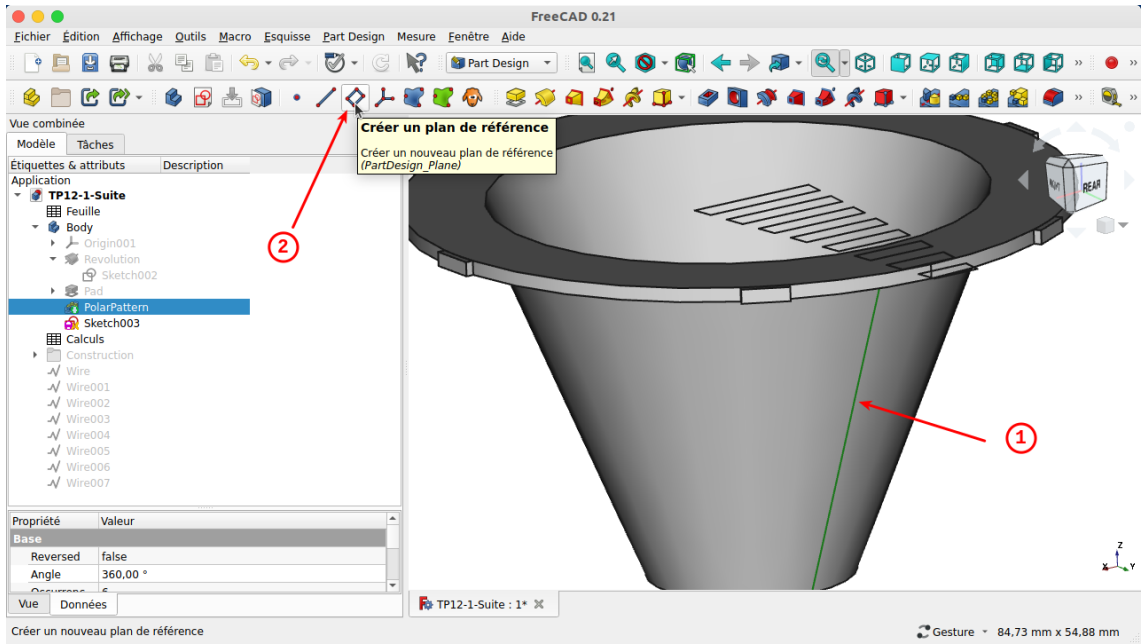 FreeCAD 0.21
Fichier Édition Affichage Outils Macro Esquisse Part Design Mesure Fenêtre Aide
Part Design
Vue combinée
Créer un plan de référence
Créer un nouveau plan de référence
(PartDesign_Plane)
Modèle Tâches
Étiquettes & attributs Description
Application
TP12-1-Suite
Feuille
Body
Origin001
Revolution
Sketch002
Pad
PolarPattern
Sketch003
Calculs
Construction
Wire
Wire001
Wire002
Wire003
Wire004
Wire005
Wire006
Wire007
2
1
REAR
Propriété Valeur
Base
Reversed false
Angle 360,00 °
Z
X Y
Vue Données
TP12-1-Suite : 1*
Créer un nouveau plan de référence
Gesture 84,73 mm x 54,88 mm